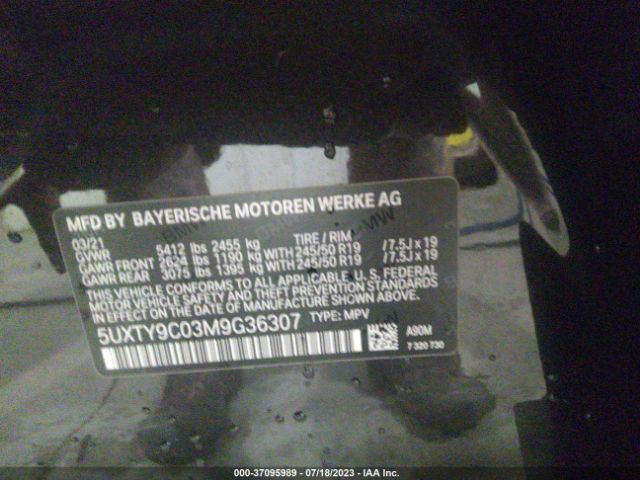 MFD BY BAYERISCHE MOTOREN WERKE AG
03/21 TIRE / RIM
GVWR 5412 lbs 2455 kg
GAWR FRONT 2624 lbs 1190 kg WITH 245/50 R19 /7.5J x 19
GAWR REAR 3075 lbs 1395 kg WITH 245/50 R19 /7.5J x 19
THIS VEHICLE CONFORMS TO ALL APPLICABLE U.S. FEDERAL
MOTOR VEHICLE SAFETY AND THEFT PREVENTION STANDARDS
IN EFFECT ON THE DATE OF MANUFACTURE SHOWN ABOVE.
5UXTY9C03M9G36307 TYPE: MPV
A90M
7 320 730
000-37095989 - 07/18/2023 - IAA Inc.